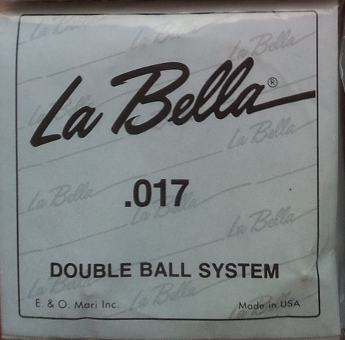 La Bella®
.017
DOUBLE BALL SYSTEM
E. & O. Mari Inc. Made in USA